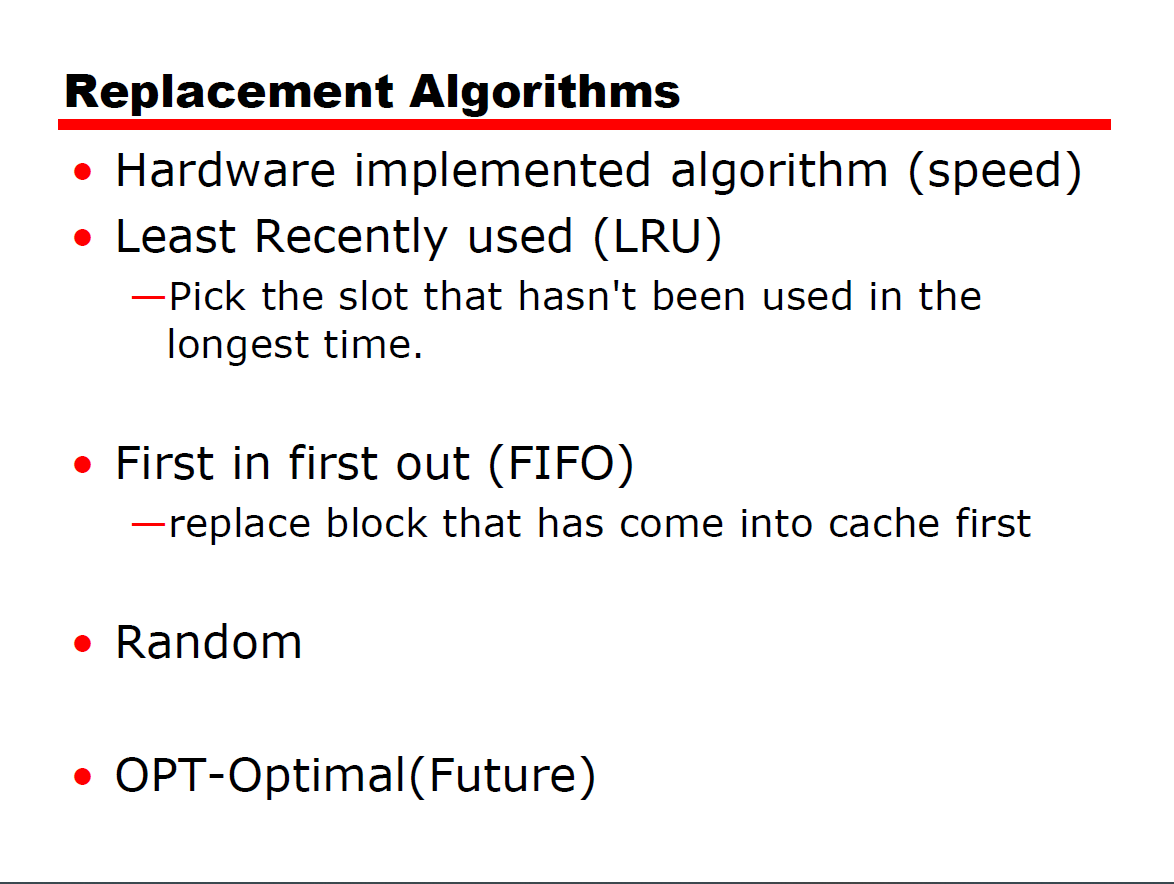 Replacement Algorithms
• Hardware implemented algorithm (speed)
• Least Recently used (LRU)
—Pick the slot that hasn't been used in the
longest time.
• First in first out (FIFO)
—replace block that has come into cache first
• Random
• OPT-Optimal(Future)